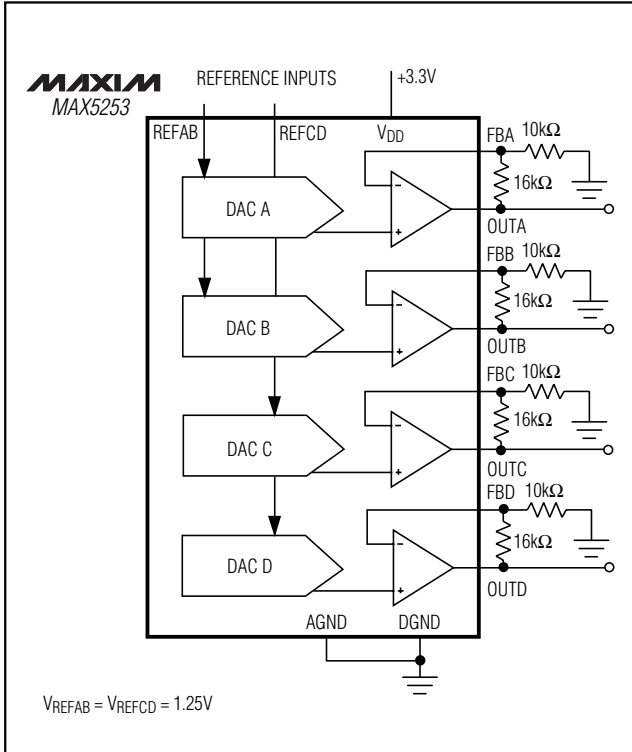 MAXIM
MAX5253
REFERENCE INPUTS
+3.3V
REFAB
REFCD
VDD
FBA
10kΩ
16kΩ
DAC A
-
+
OUTA
FBB
10kΩ
16kΩ
DAC B
-
+
OUTB
FBC
10kΩ
16kΩ
DAC C
-
+
OUTC
FBD
10kΩ
16kΩ
DAC D
-
+
OUTD
AGND
DGND
VREFAB = VREFCD = 1.25V